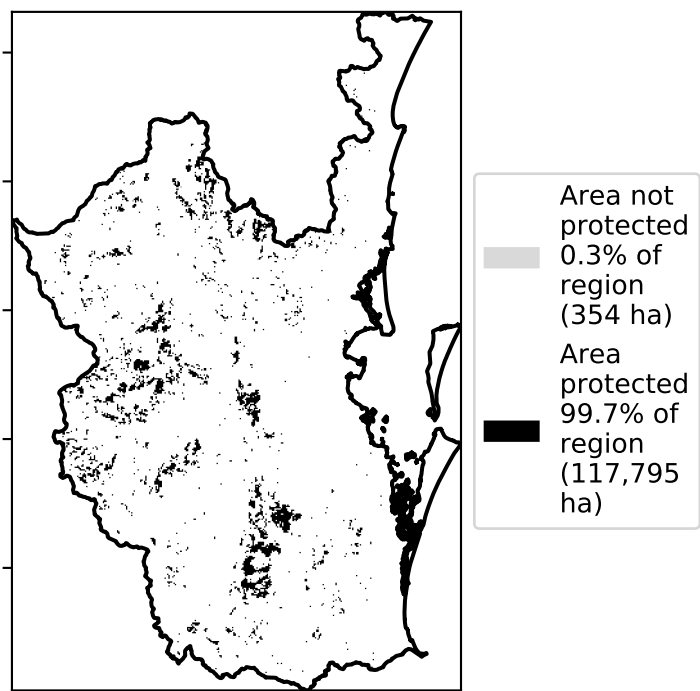 Area not
protected
0.3% of
region
(354 ha)
Area
protected
99.7% of
region
(117,795
ha)